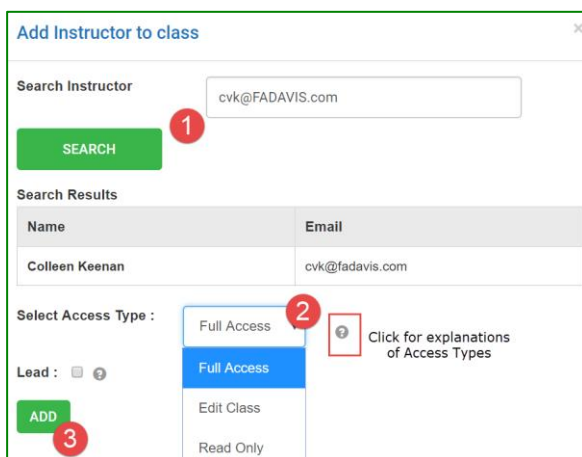 Add Instructor to class ×
Search Instructor cvk@FADAVIS.com
1
SEARCH
Search Results
Name Email
Colleen Keenan cvk@fadavis.com
Select Access Type : Full Access 2 ? Click for explanations
of Access Types
Full Access
Lead : ?
Edit Class
ADD
3
Read Only